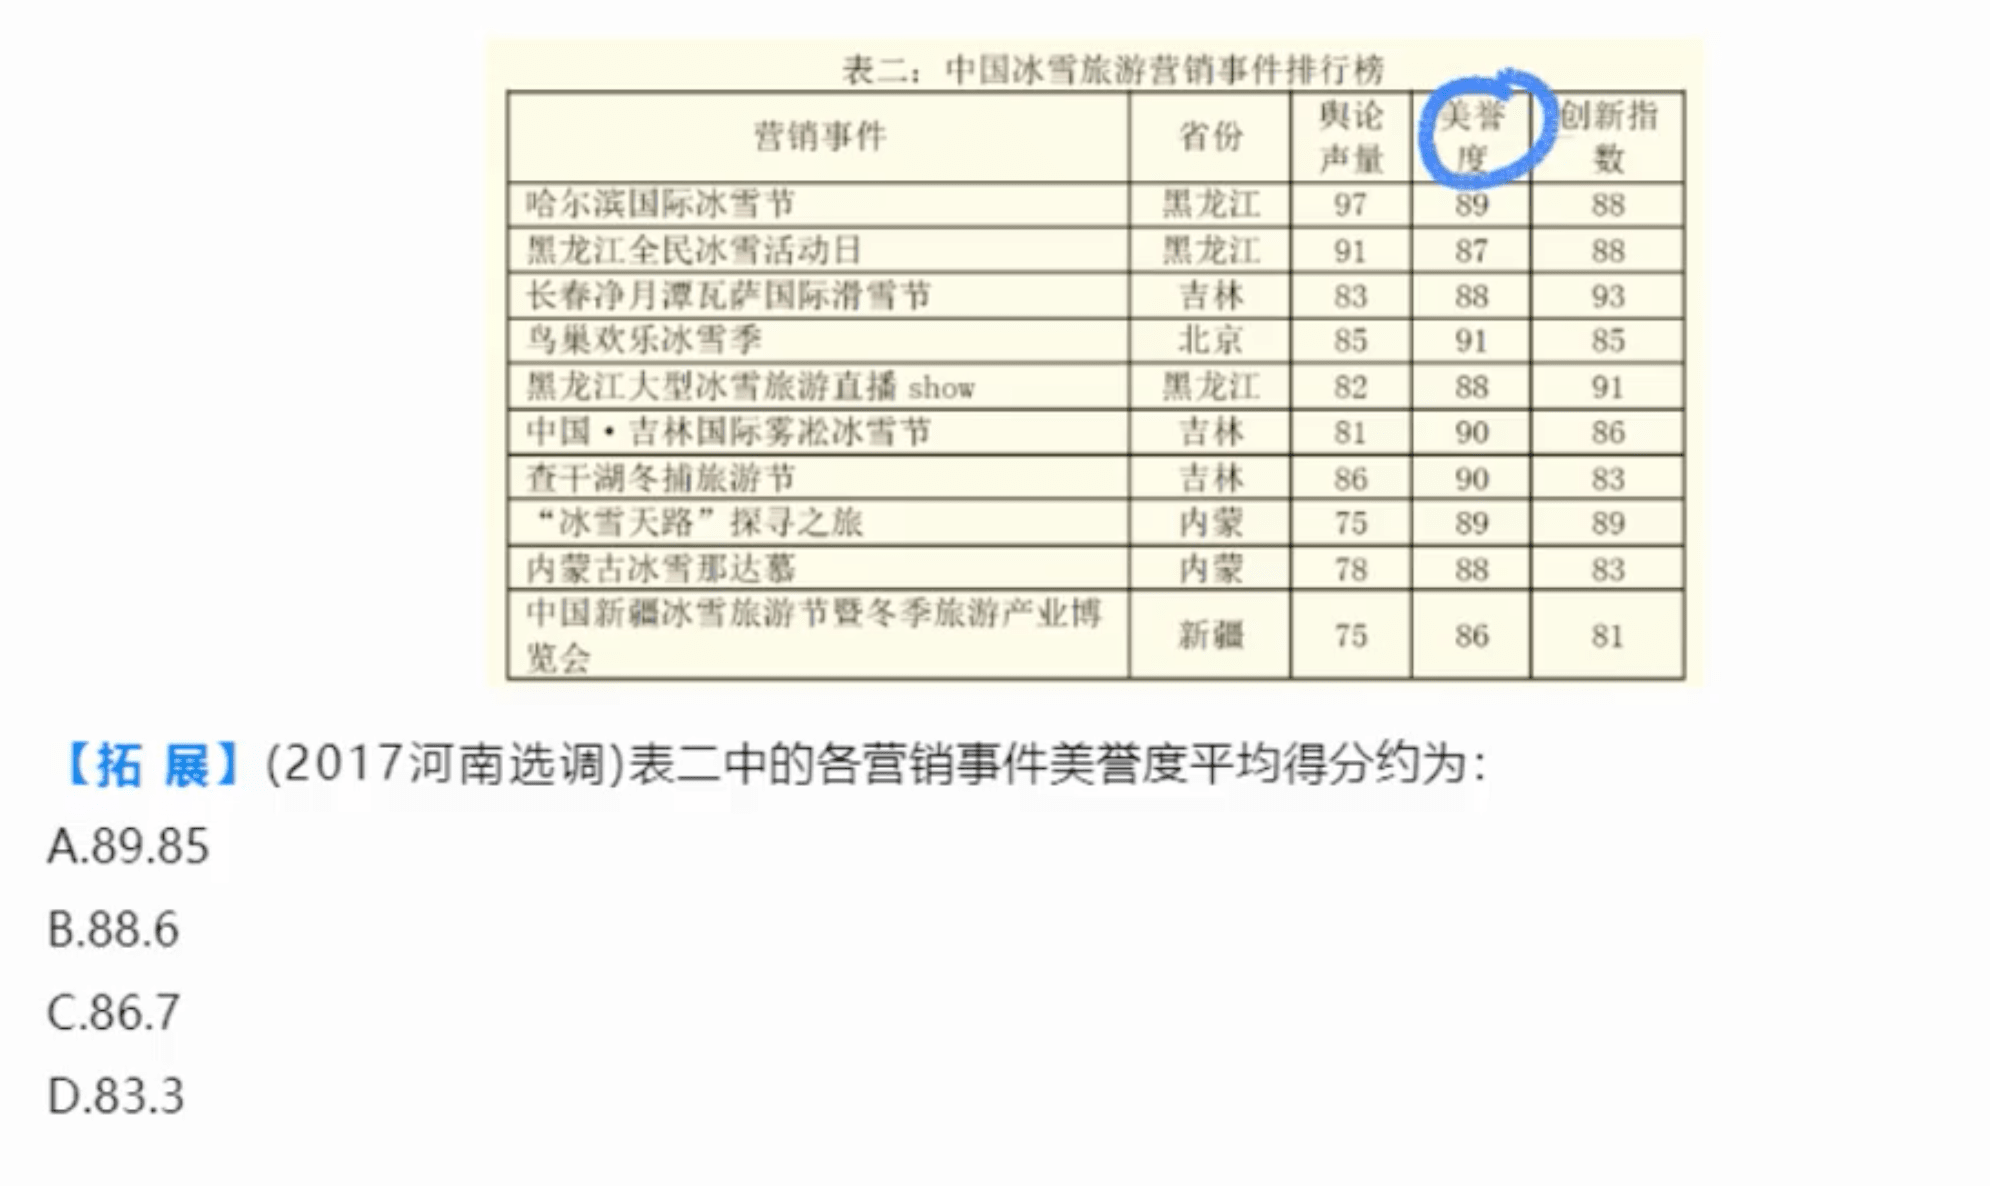 表二：中国冰雪旅游营销事件排行榜
营销事件 省份 舆论声量 美誉度 创新指数
哈尔滨国际冰雪节 黑龙江 97 89 88
黑龙江全民冰雪活动日 黑龙江 91 87 88
长春净月潭瓦萨国际滑雪节 吉林 83 88 93
鸟巢欢乐冰雪季 北京 85 91 85
黑龙江大型冰雪旅游直播 show 黑龙江 82 88 91
中国·吉林国际雾凇冰雪节 吉林 81 90 86
查干湖冬捕旅游节 吉林 86 90 83
“冰雪天路”探寻之旅 内蒙 75 89 89
内蒙古冰雪那达慕 内蒙 78 88 83
中国新疆冰雪旅游节暨冬季旅游产业博览会 新疆 75 86 81
【拓 展】(2017河南选调)表二中的各营销事件美誉度平均得分约为：
A.89.85
B.88.6
C.86.7
D.83.3